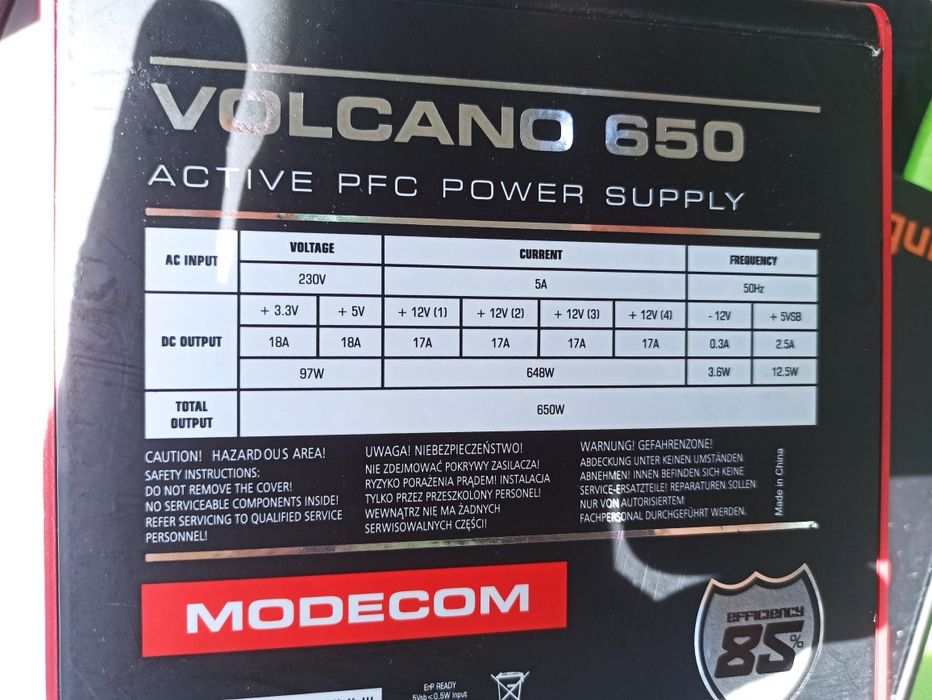 VOLCANO 650
ACTIVE PFC POWER SUPPLY
AC INPUT VOLTAGE CURRENT FREQUENCY
230V 5A 50Hz
DC OUTPUT + 3.3V + 5V + 12V (1) + 12V (2) + 12V (3) + 12V (4) - 12V + 5VSB
18A 18A 17A 17A 17A 17A 0.3A 2.5A
97W 648W 3.6W 12.5W
TOTAL OUTPUT 650W
CAUTION! HAZARDOUS AREA!
SAFETY INSTRUCTIONS:
DO NOT REMOVE THE COVER!
NO SERVICEABLE COMPONENTS INSIDE!
REFER SERVICING TO QUALIFIED SERVICE
PERSONNEL!
UWAGA! NIEBEZPIECZEŃSTWO!
NIE ZDEJMOWAĆ POKRYWY ZASILACZA!
RYZYKO PORAŻENIA PRĄDEM! INSTALACJA
TYLKO PRZEZ PRZESZKOLONY PERSONEL!
WEWNĄTRZ NIE MA ŻADNYCH
SERWISOWALNYCH CZĘŚCI!
WARNUNG! GEFAHRENZONE!
ABDECKUNG UNTER KEINEN UMSTÄNDEN
ABNEHMEN! INNEN BEFINDEN SICH KEINE
SERVICE-ERSATZTEILE! REPARATUREN SOLLEN
NUR VON AUTORISIERTEM
FACHPERSONAL DURCHGEFÜHRT WERDEN.
Made in China
MODECOM
EFFICIENCY
85%
ErP READY
5Vsb<0.5W Input